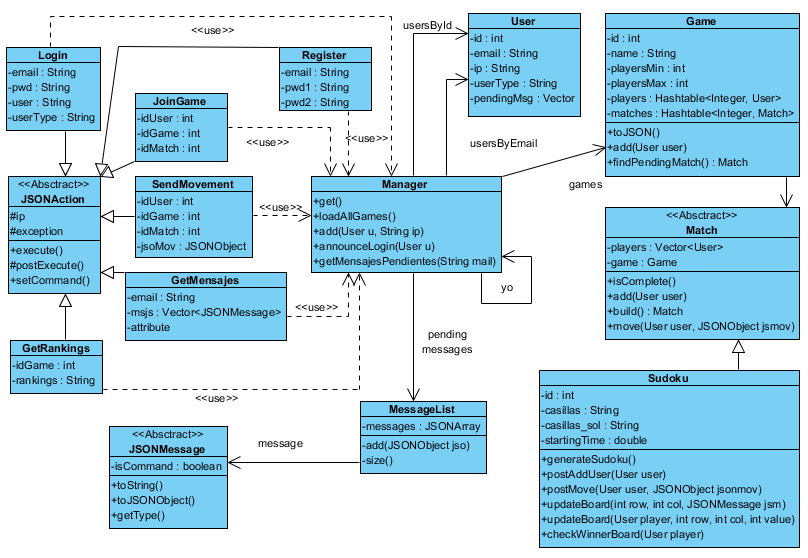 <<use>>
usersById
Login
-email : String
-pwd : String
-user : String
-userType : String
Register
-email : String
-pwd1 : String
-pwd2 : String
User
-id : int
-email : String
-ip : String
-userType : String
-pendingMsg : Vector
Game
-id : int
-name : String
-playersMin : int
-playersMax : int
-players : Hashtable<Integer, User>
-matches : Hashtable<Integer, Match>
+toJSON()
+add(User user)
+findPendingMatch() : Match
JoinGame
-idUser : int
-idGame : int
-idMatch : int
<<use>>
<<use>>
usersByEmail
games
<<Absctract>>
JSONAction
#ip
#exception
+execute()
#postExecute()
+setCommand()
SendMovement
-idUser : int
-idGame : int
-idMatch : int
-jsoMov : JSONObject
<<use>>
Manager
+get()
+loadAllGames()
+add(User u, String ip)
+announceLogin(User u)
+getMensajesPendientes(String mail)
yo
<<Absctract>>
Match
-players : Vector<User>
-game : Game
+isComplete()
+add(User user)
+build() : Match
+move(User user, JSONObject jsmov)
GetMensajes
-email : String
-msjs : Vector<JSONMessage>
-attribute
<<use>>
pending
messages
GetRankings
-idGame : int
-rankings : String
<<use>>
Sudoku
-id : int
-casillas : String
-casillas_sol : String
-startingTime : double
+generateSudoku()
+postAddUser(User user)
+postMove(User user, JSONObject jsonmov)
+updateBoard(int row, int col, JSONMessage jsm)
+updateBoard(User player, int row, int col, int value)
+checkWinnerBoard(User player)
MessageList
-messages : JSONArray
-add(JSONObject jso)
-size()
message
<<Absctract>>
JSONMessage
-isCommand : boolean
+toString()
+toJSONObject()
+getType()